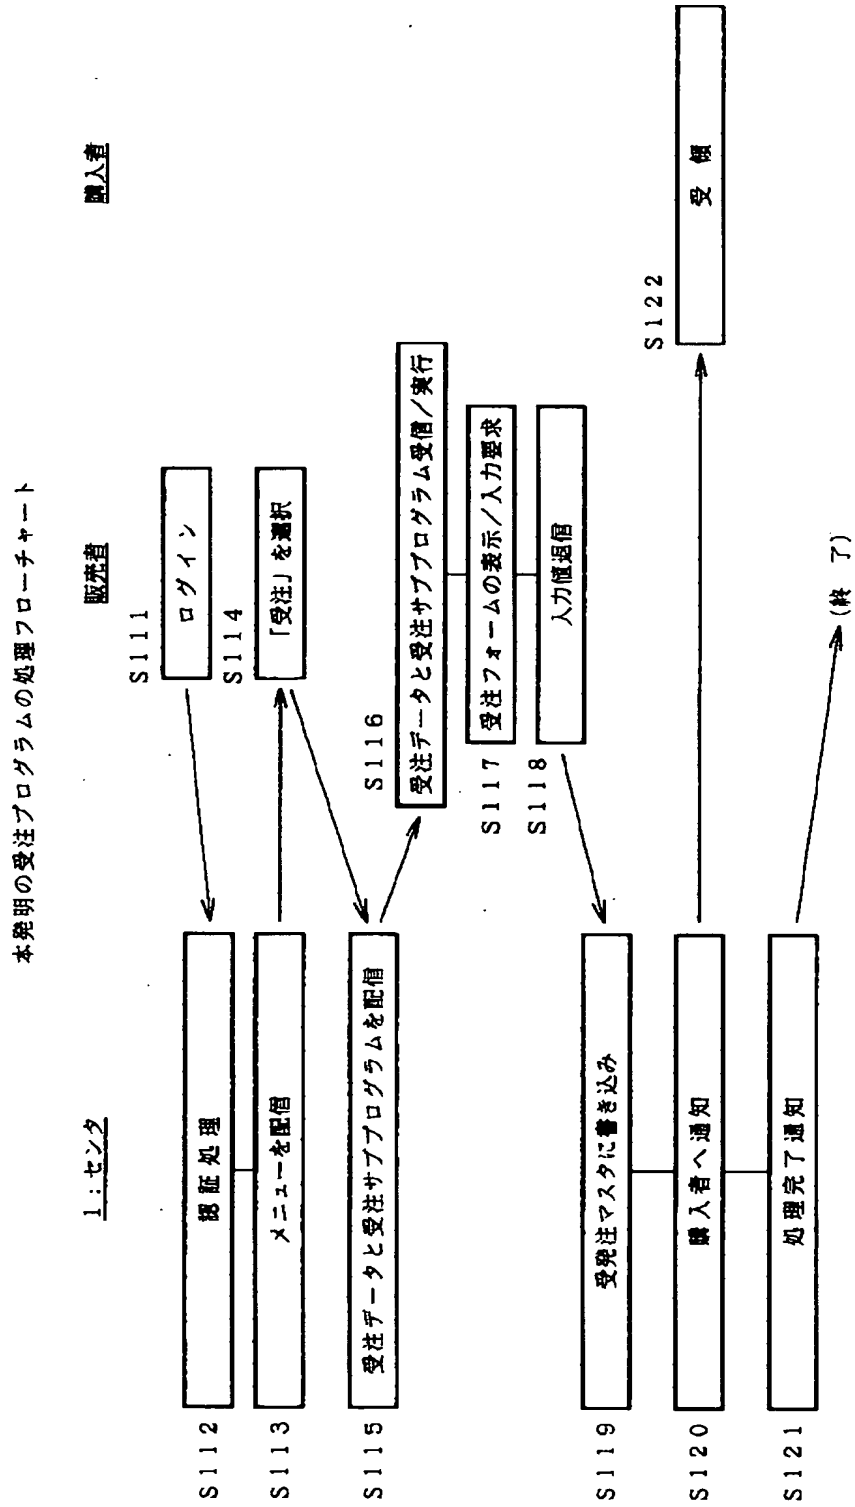 本発明の受注プログラムの処理フローチャート
1:センタ
販売者
購入者
S111
ログイン
S112
認証処理
S113
メニューを配信
S114
「受注」を選択
S115
受注データと受注サブプログラムを配信
S116
受注データと受注サブプログラム受信/実行
S117
受注フォームの表示/入力要求
S118
入力値返信
S119
受発注マスタに書き込み
S120
購入者へ通知
S122
受 領
S121
処理完了通知
(終 了)